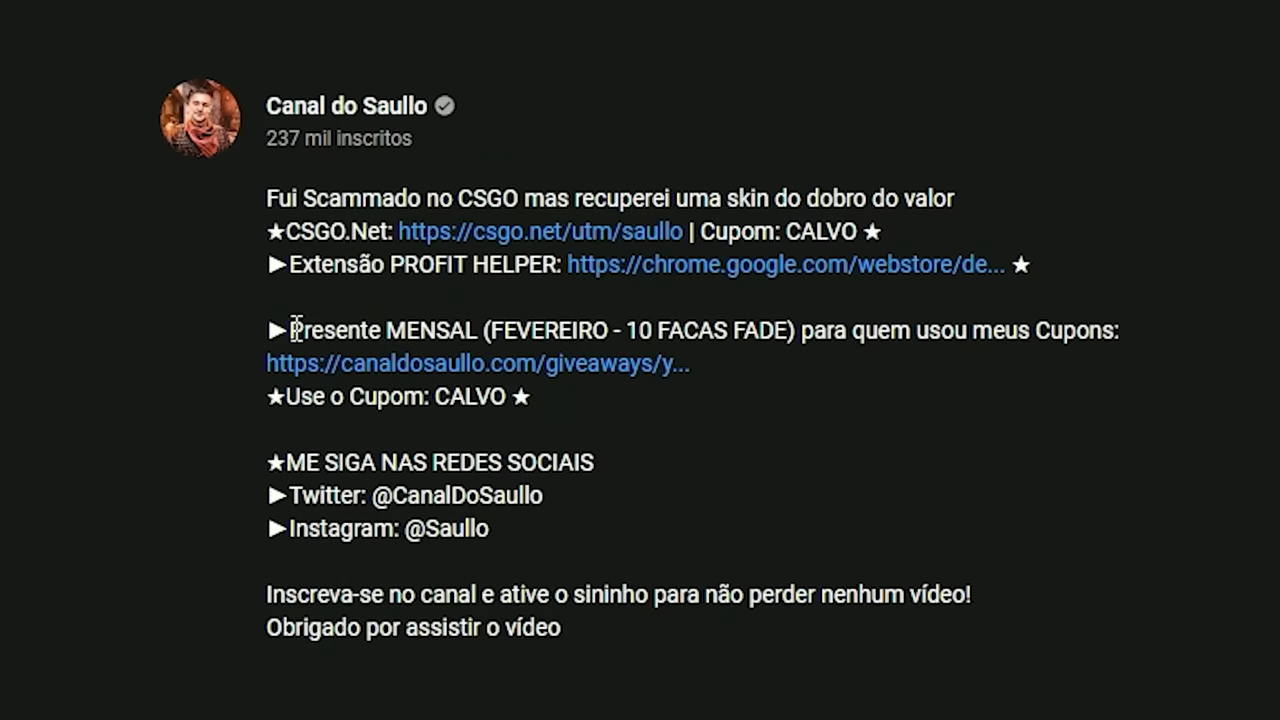 Canal do Saullo
237 mil inscritos
Fui Scammado no CSGO mas recuperei uma skin do dobro do valor
★CSGO.Net: https://csgo.net/utm/saullo | Cupom: CALVO ★
►Extensão PROFIT HELPER: https://chrome.google.com/webstore/de... ★
►Presente MENSAL (FEVEREIRO - 10 FACAS FADE) para quem usou meus Cupons:
https://canaldosaullo.com/giveaways/y...
★Use o Cupom: CALVO ★
★ME SIGA NAS REDES SOCIAIS
►Twitter: @CanalDoSaullo
►Instagram: @Saullo
Inscreva-se no canal e ative o sininho para não perder nenhum vídeo!
Obrigado por assistir o vídeo